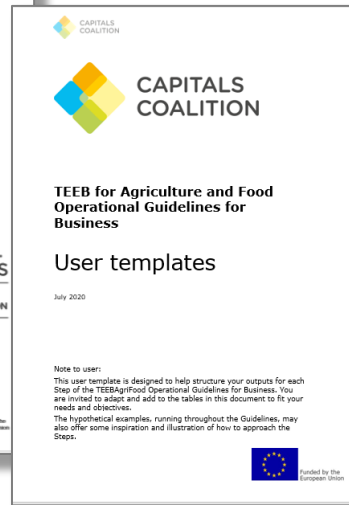 CAPITALS
COALITION
CAPITALS
COALITION
TEEB for Agriculture and Food
Operational Guidelines for
Business
User templates
July 2020
Note to user:
This user template is designed to help structure your outputs for each
Step of the TEEBAgriFood Operational Guidelines for Business. You
are invited to adapt and add to the tables in this document to fit your
needs and objectives.
The hypothetical examples, running throughout the Guidelines, may
also offer some inspiration and illustration of how to approach the
Steps.
Funded by the
European Union